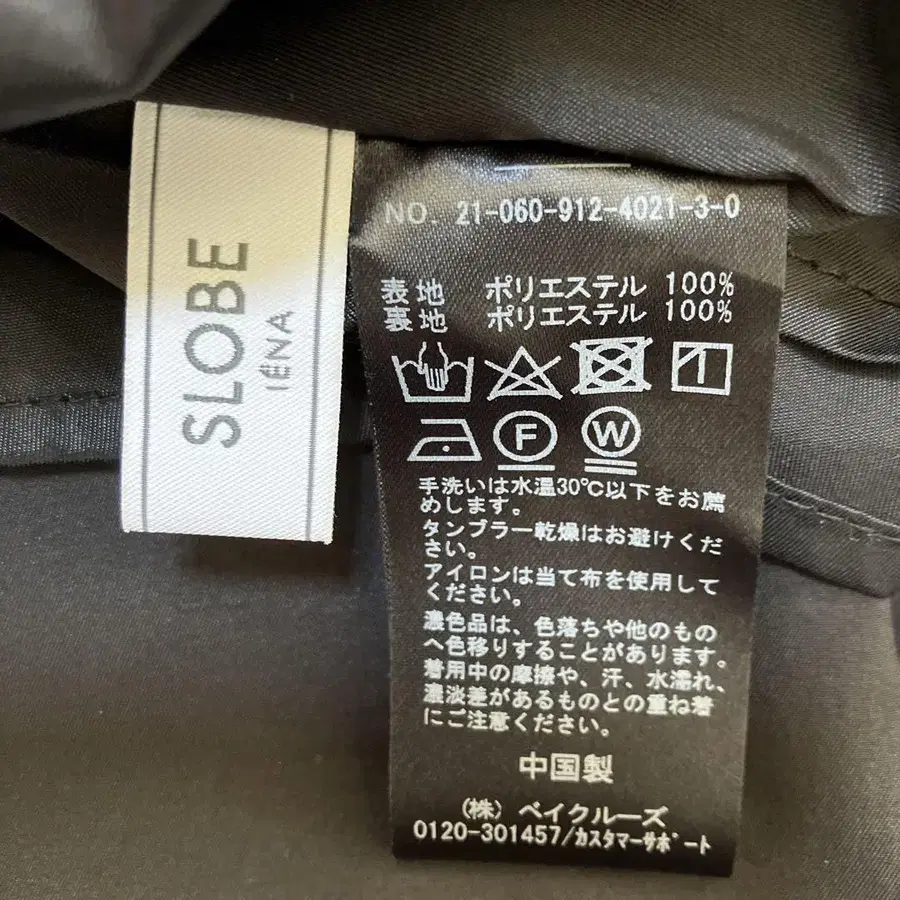 SLOBE
IÉNA
NO. 21-060-912-4021-3-0
表地 ポリエステル 100%
裏地 ポリエステル 100%
F W
手洗いは水温30℃以下をお薦
めします。
タンブラー乾燥はお避けくだ
さい。
アイロンは当て布を使用して
ください。
濃色品は、色落ちや他のもの
へ色移りすることがあります。
着用中の摩擦や、汗、水濡れ、
濃淡差があるものとの重ね着
にご注意ください。
中国製
(株) ベイクルーズ
0120-301457/カスタマーサポート